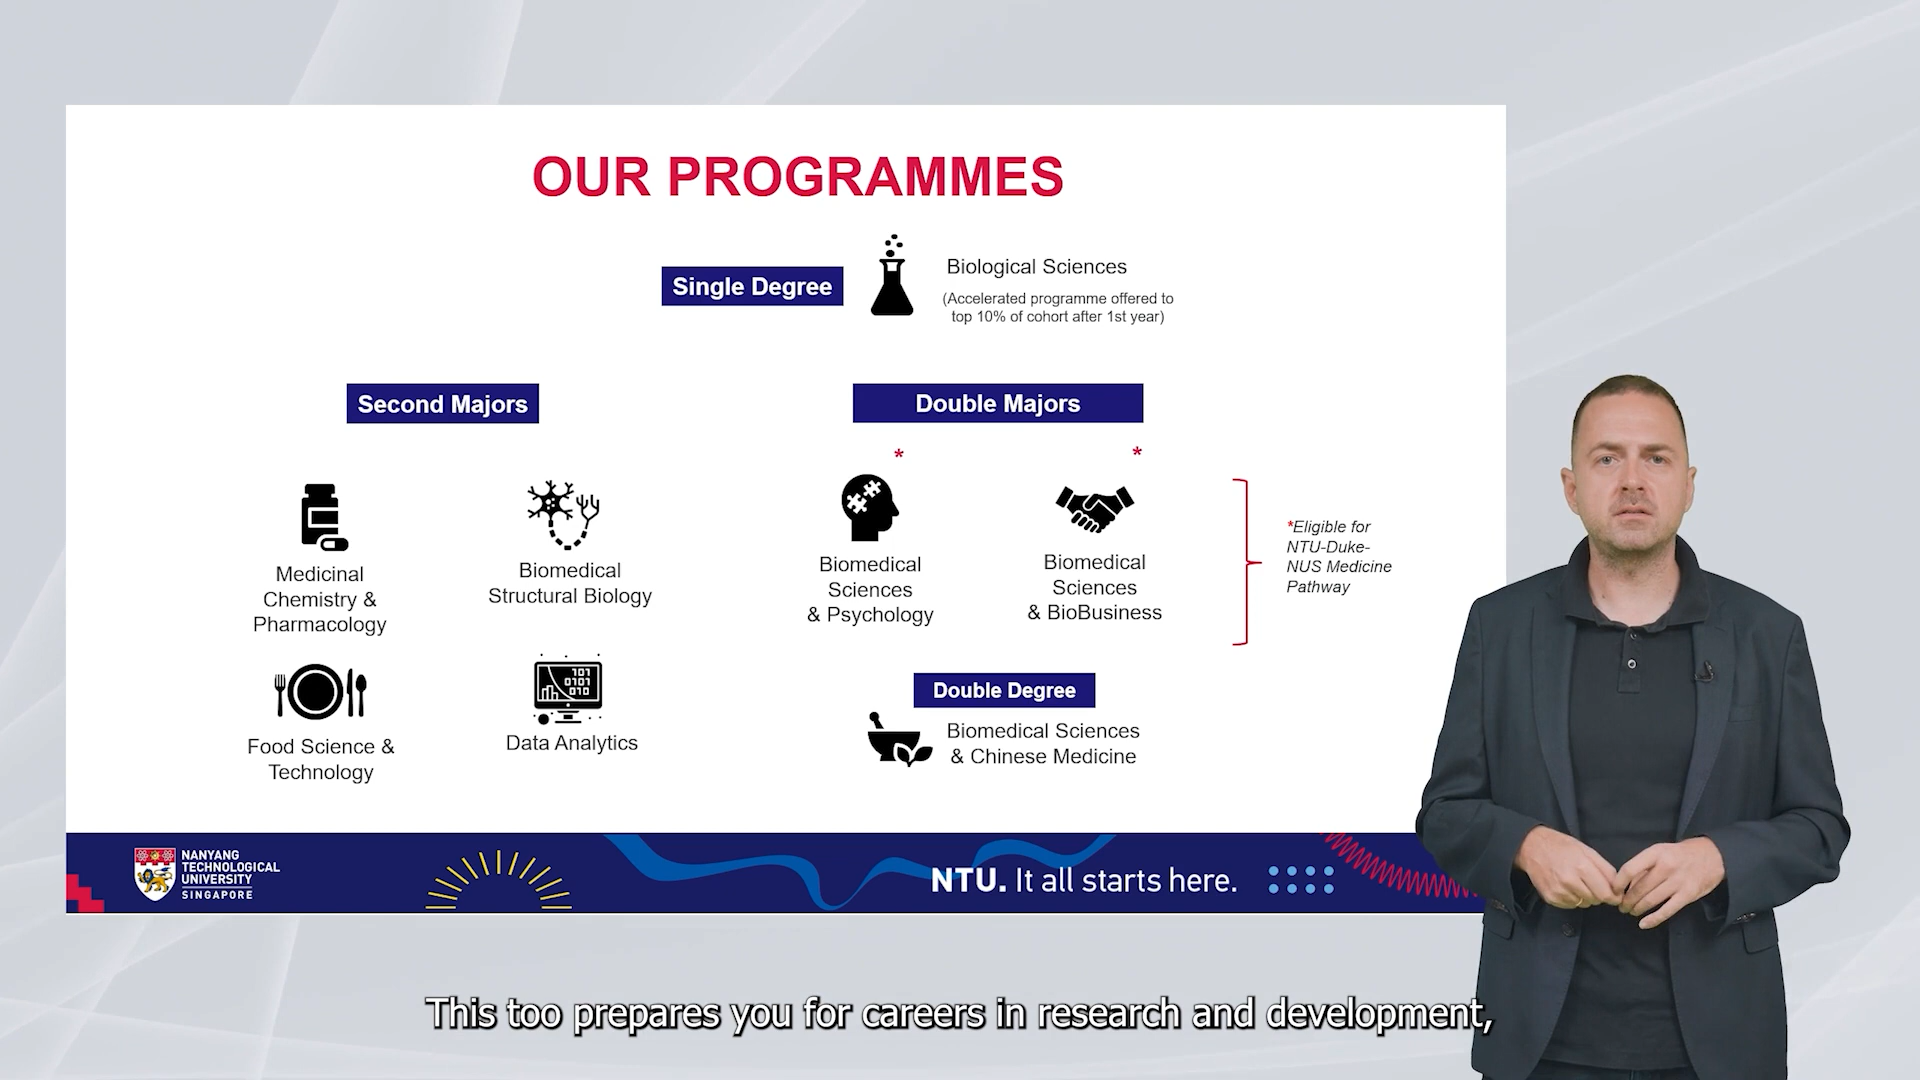 OUR PROGRAMMES
Single Degree
Biological Sciences
(Accelerated programme offered to
top 10% of cohort after 1st year)
Second Majors
Medicinal
Chemistry &
Pharmacology
Biomedical
Structural Biology
Food Science &
Technology
Data Analytics
Double Majors
*
Biomedical
Sciences
& Psychology
*
Biomedical
Sciences
& BioBusiness
*Eligible for
NTU-Duke-
NUS Medicine
Pathway
Double Degree
Biomedical Sciences
& Chinese Medicine
101
0101
010
NANYANG
TECHNOLOGICAL
UNIVERSITY
SINGAPORE
NTU. It all starts here.
This too prepares you for careers in research and development,